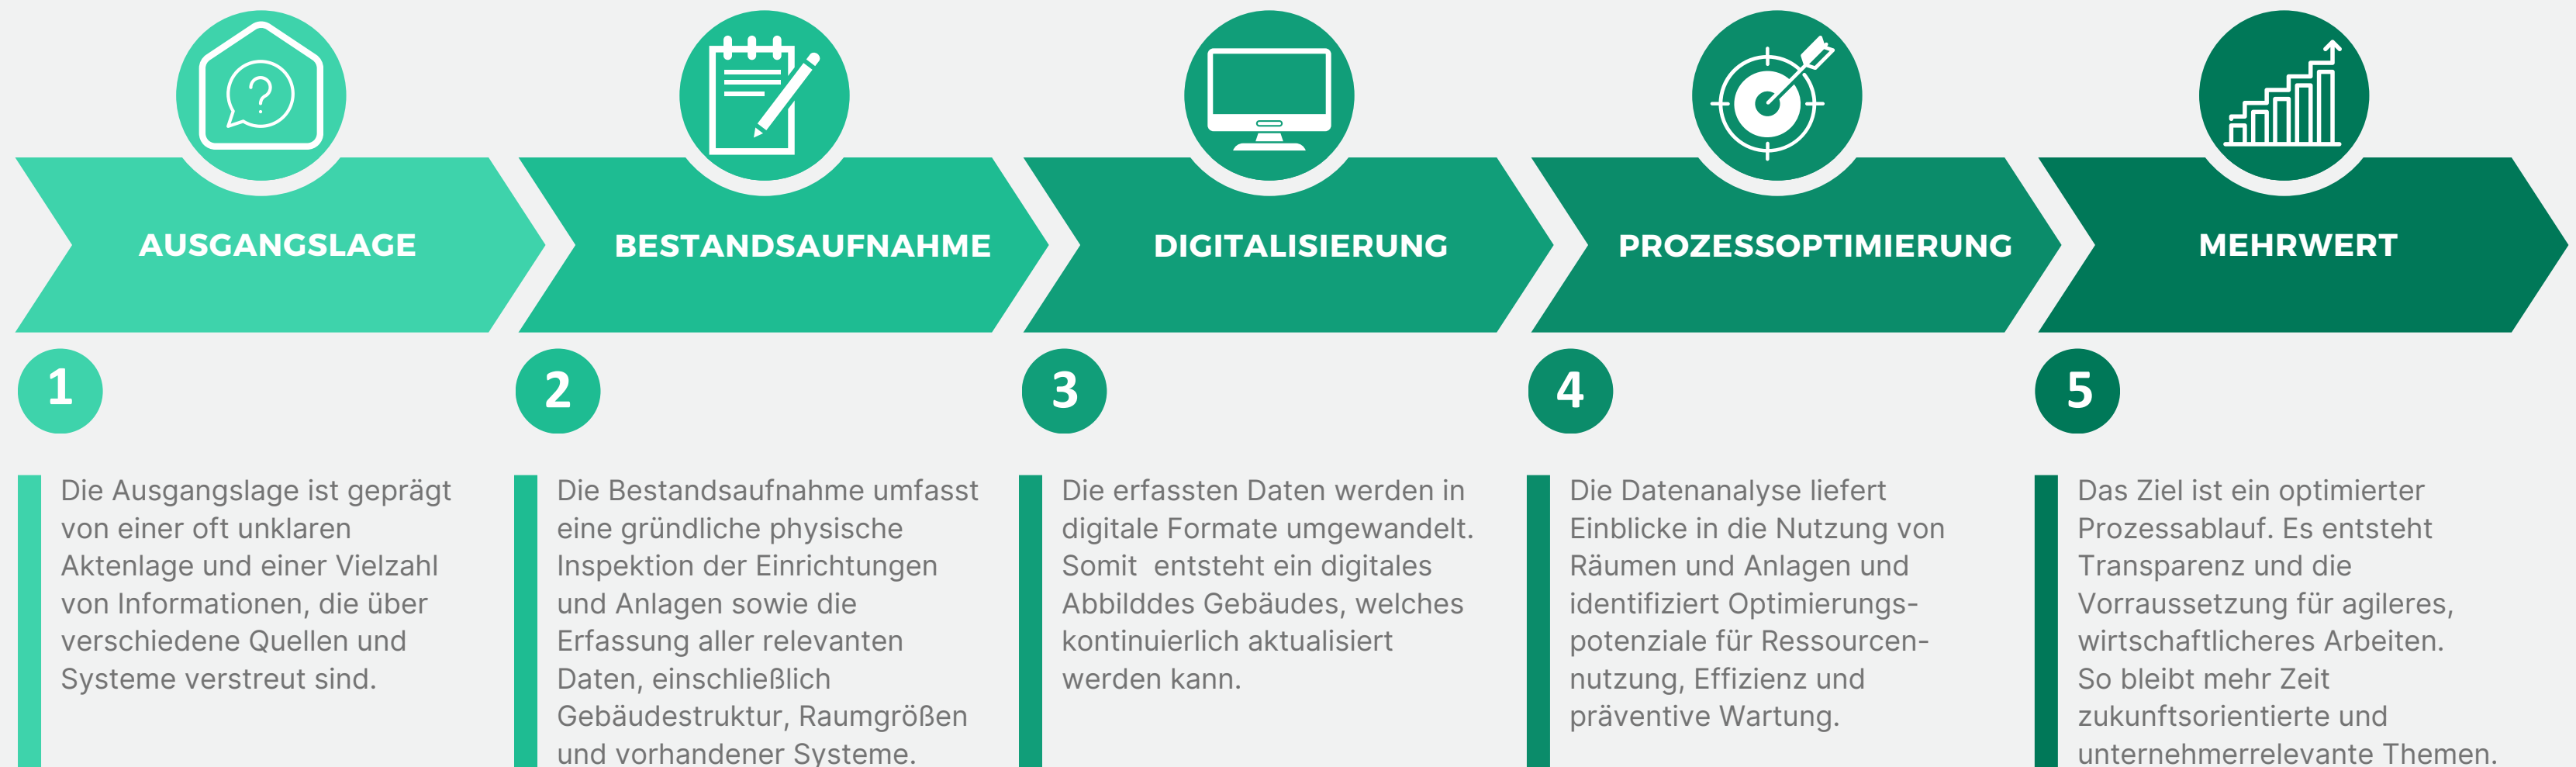 ?
AUSGANGSLAGE
BESTANDSAUFNAHME
DIGITALISIERUNG
PROZESSOPTIMIERUNG
MEHRWERT
1
Die Ausgangslage ist geprägt
von einer oft unklaren
Aktenlage und einer Vielzahl
von Informationen, die über
verschiedene Quellen und
Systeme verstreut sind.
2
Die Bestandsaufnahme umfasst
eine gründliche physische
Inspektion der Einrichtungen
und Anlagen sowie die
Erfassung aller relevanten
Daten, einschließlich
Gebäudestruktur, Raumgrößen
und vorhandener Systeme.
3
Die erfassten Daten werden in
digitale Formate umgewandelt.
Somit  entsteht ein digitales
Abbilddes Gebäudes, welches
kontinuierlich aktualisiert
werden kann.
4
Die Datenanalyse liefert
Einblicke in die Nutzung von
Räumen und Anlagen und
identifiziert Optimierungs-
potenziale für Ressourcen-
nutzung, Effizienz und
präventive Wartung.
5
Das Ziel ist ein optimierter
Prozessablauf. Es entsteht
Transparenz und die
Vorraussetzung für agileres,
wirtschaftlicheres Arbeiten.
So bleibt mehr Zeit
zukunftsorientierte und
unternehmerrelevante Themen.